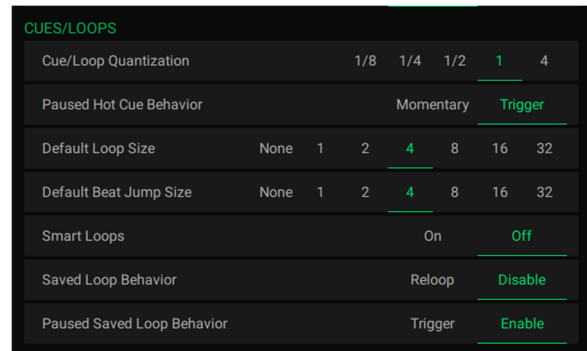 CUES/LOOPS
Cue/Loop Quantization 1/8 1/4 1/2 1 4
Paused Hot Cue Behavior Momentary Trigger
Default Loop Size None 1 2 4 8 16 32
Default Beat Jump Size None 1 2 4 8 16 32
Smart Loops On Off
Saved Loop Behavior Reloop Disable
Paused Saved Loop Behavior Trigger Enable